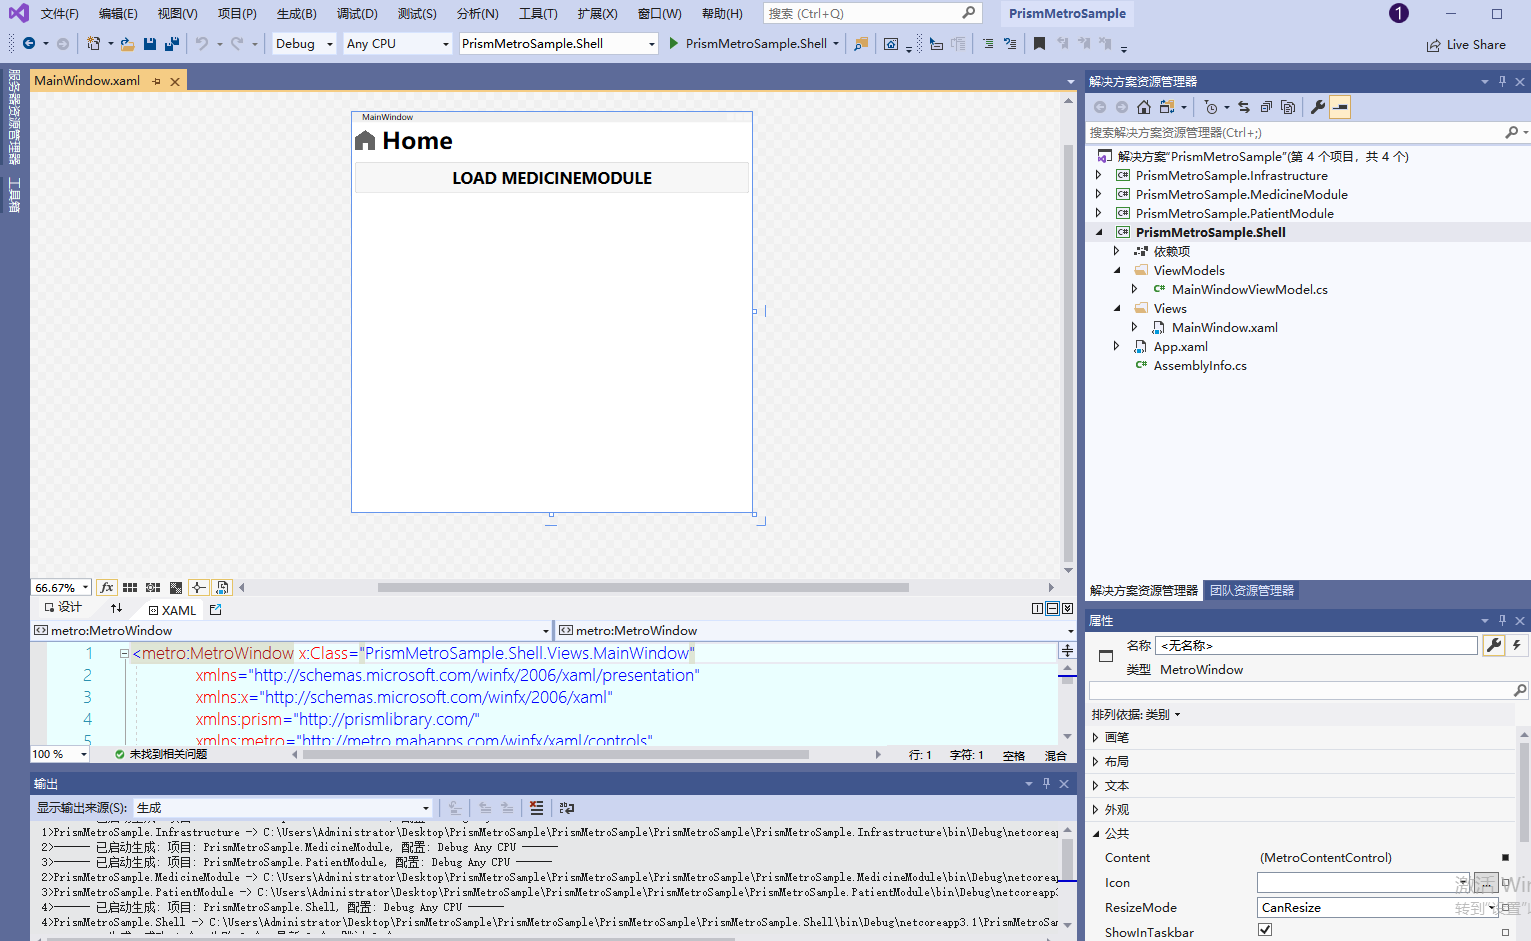 文件(F) 编辑(E) 视图(V) 项目(P) 生成(B) 调试(D) 测试(S) 分析(N) 工具(T) 扩展(X) 窗口(W) 帮助(H) 搜索 (Ctrl+Q) PrismMetroSample 1
Debug Any CPU PrismMetroSample.Shell PrismMetroSample.Shell Live Share
服务器资源管理器
工具箱
MainWindow.xaml
MainWindow
Home
LOAD MEDICINEMODULE
66.67% fx
设计 XAML
metro:MetroWindow metro:MetroWindow
1 <metro:MetroWindow x:Class="PrismMetroSample.Shell.Views.MainWindow"
2 xmlns="http://schemas.microsoft.com/winfx/2006/xaml/presentation"
3 xmlns:x="http://schemas.microsoft.com/winfx/2006/xaml"
4 xmlns:prism="http://prismlibrary.com/"
5 xmlns:metro="http://metro.mahapps.com/winfx/xaml/controls"
100 % 未找到相关问题 行: 1 字符: 1 空格 混合
输出
显示输出来源(S): 生成
1>PrismMetroSample.Infrastructure -> C:\Users\Administrator\Desktop\PrismMetroSample\PrismMetroSample\PrismMetroSample\PrismMetroSample.Infrastructure\bin\Debug\netcoreap
2>------ 已启动生成: 项目: PrismMetroSample.MedicineModule, 配置: Debug Any CPU ------
3>------ 已启动生成: 项目: PrismMetroSample.PatientModule, 配置: Debug Any CPU ------
2>PrismMetroSample.MedicineModule -> C:\Users\Administrator\Desktop\PrismMetroSample\PrismMetroSample\PrismMetroSample\PrismMetroSample.MedicineModule\bin\Debug\netcoreap
3>PrismMetroSample.PatientModule -> C:\Users\Administrator\Desktop\PrismMetroSample\PrismMetroSample\PrismMetroSample\PrismMetroSample.PatientModule\bin\Debug\netcoreapp3
4>------ 已启动生成: 项目: PrismMetroSample.Shell, 配置: Debug Any CPU ------
4>PrismMetroSample.Shell -> C:\Users\Administrator\Desktop\PrismMetroSample\PrismMetroSample\PrismMetroSample\PrismMetroSample.Shell\bin\Debug\netcoreapp3.1\PrismMetroSa
解决方案资源管理器
搜索解决方案资源管理器(Ctrl+;)
解决方案"PrismMetroSample"(第 4 个项目，共 4 个)
C# PrismMetroSample.Infrastructure
C# PrismMetroSample.MedicineModule
C# PrismMetroSample.PatientModule
C# PrismMetroSample.Shell
依赖项
ViewModels
C# MainWindowViewModel.cs
Views
MainWindow.xaml
App.xaml
C# AssemblyInfo.cs
解决方案资源管理器 团队资源管理器
属性
名称 <无名称>
类型 MetroWindow
排列依据: 类别
画笔
布局
文本
外观
公共
Content (MetroContentControl)
Icon ...
激活 Win
ResizeMode CanResize
转到"设置"以
ShowInTaskbar